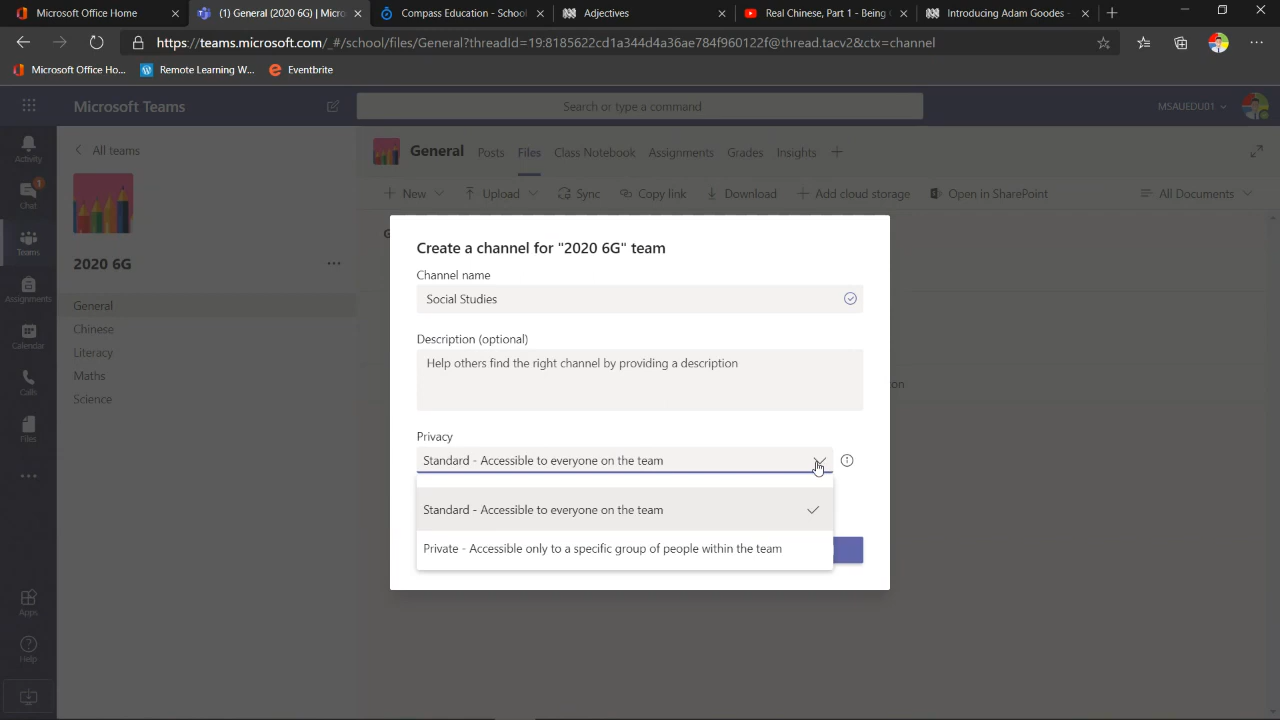 Microsoft Office Home
(1) General (2020 6G) | Micro
Compass Education - School
Adjectives
Real Chinese, Part 1 - Being
Introducing Adam Goodes -
https://teams.microsoft.com/_#/school/files/General?threadId=19:8185622cd1a344d4a36ae784f960122f@thread.tacv2&ctx=channel
Microsoft Office Ho...
Remote Learning W...
Eventbrite
Microsoft Teams
Search or type a command
MSAUEDU01
Activity
Chat
1
Teams
Assignments
Calendar
Calls
Files
Apps
Help
All teams
2020 6G
General
Chinese
Literacy
Maths
Science
General
Posts
Files
Class Notebook
Assignments
Grades
Insights
New
Upload
Sync
Copy link
Download
Add cloud storage
Open in SharePoint
All Documents
Create a channel for "2020 6G" team
Channel name
Social Studies
Description (optional)
Help others find the right channel by providing a description
Privacy
Standard - Accessible to everyone on the team
Standard - Accessible to everyone on the team
Private - Accessible only to a specific group of people within the team